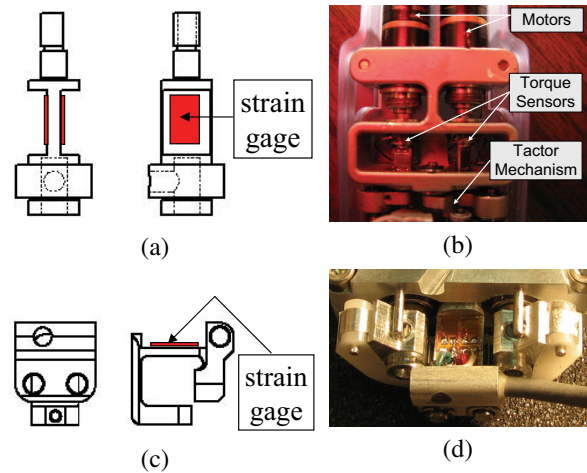 strain
gage
(a)
Motors
Torque
Sensors
Tactor
Mechanism
(b)
strain
gage
(c)
(d)